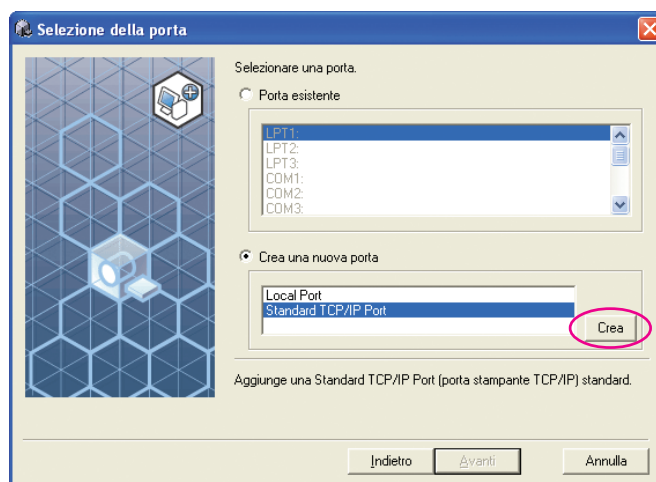 Selezione della porta
Selezionare una porta.
Porta esistente
LPT1:
LPT2:
LPT3:
COM1:
COM2:
COM3:
Crea una nuova porta
Local Port
Standard TCP/IP Port
Crea
Aggiunge una Standard TCP/IP Port (porta stampante TCP/IP) standard.
Indietro
Avanti
Annulla